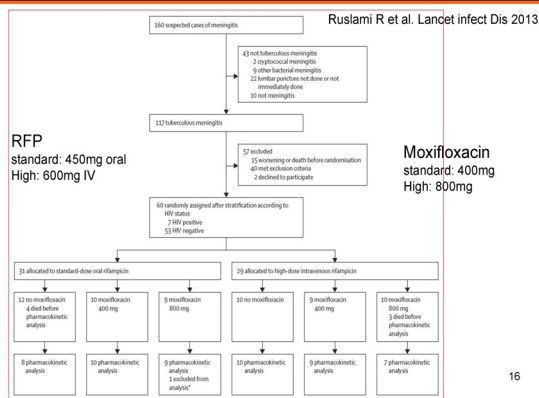 Ruslami R et al. Lancet infect Dis 2013
160 suspected cases of meningitis
43 not tuberculous meningitis
2 cryptococcal meningitis
9 other bacterial meningitis
22 lumbar puncture not done or not
immediately done
10 not meningitis
117 tuberculous meningitis
RFP
standard: 450mg oral
High: 600mg IV
57 excluded
15 worsening or death before randomisation
40 met exclusion criteria
2 declined to participate
Moxifloxacin
standard: 400mg
High: 800mg
60 randomly assigned after stratification according to
HIV status
7 HIV positive
53 HIV negative
31 allocated to standard-dose oral rifampicin
29 allocated to high-dose intravenous rifampicin
12 no moxifloxacin
4 died before
pharmacokinetic
analysis
10 moxifloxacin
400 mg
9 moxifloxacin
800 mg
10 no moxifloxacin
9 moxifloxacin
400 mg
10 moxifloxacin
800 mg
3 died before
pharmacokinetic
analysis
8 pharmacokinetic
analysis
10 pharmacokinetic
analysis
9 pharmacokinetic
analysis
1 excluded from
analysis*
10 pharmacokinetic
analysis
9 pharmacokinetic
analysis
7 pharmacokinetic
analysis
16